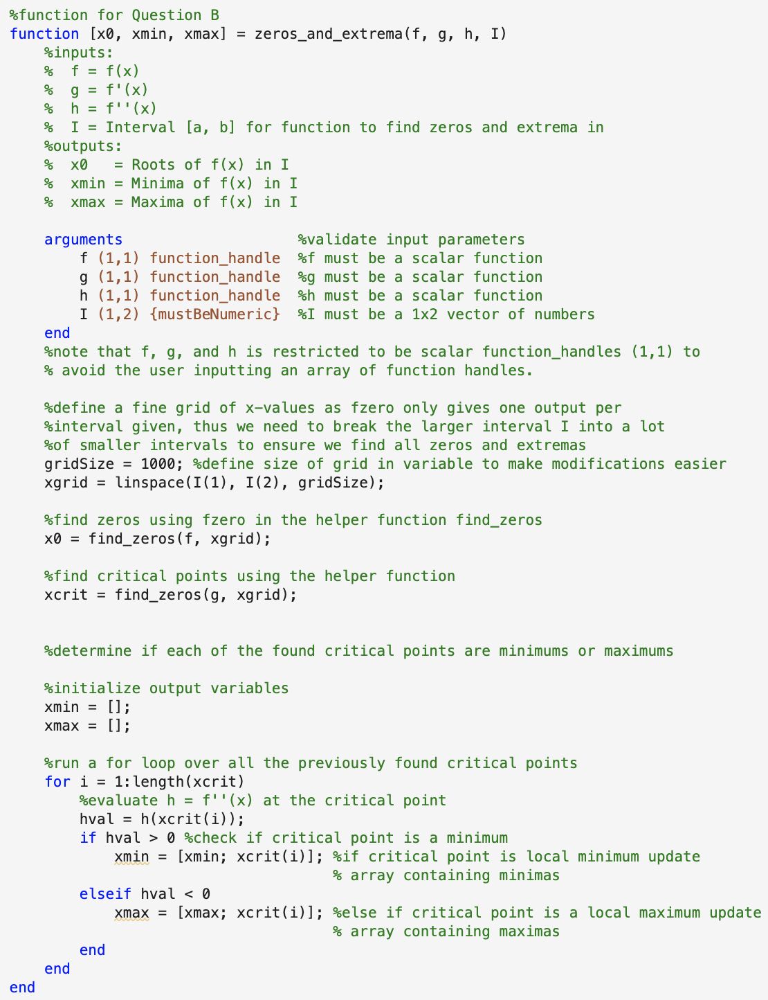 %function for Question B
function [x0, xmin, xmax] = zeros_and_extrema(f, g, h, I)
    %inputs:
    %  f = f(x)
    %  g = f'(x)
    %  h = f''(x)
    %  I = Interval [a, b] for function to find zeros and extrema in
    %outputs:
    %  x0   = Roots of f(x) in I
    %  xmin = Minima of f(x) in I
    %  xmax = Maxima of f(x) in I

    arguments                    %validate input parameters
        f (1,1) function_handle  %f must be a scalar function
        g (1,1) function_handle  %g must be a scalar function
        h (1,1) function_handle  %h must be a scalar function
        I (1,2) {mustBeNumeric}  %I must be a 1x2 vector of numbers
    end
    %note that f, g, and h is restricted to be scalar function_handles (1,1) to
    % avoid the user inputting an array of function handles.

    %define a fine grid of x-values as fzero only gives one output per
    %interval given, thus we need to break the larger interval I into a lot
    %of smaller intervals to ensure we find all zeros and extremas
    gridSize = 1000; %define size of grid in variable to make modifications easier
    xgrid = linspace(I(1), I(2), gridSize);

    %find zeros using fzero in the helper function find_zeros
    x0 = find_zeros(f, xgrid);

    %find critical points using the helper function
    xcrit = find_zeros(g, xgrid);


    %determine if each of the found critical points are minimums or maximums

    %initialize output variables
    xmin = [];
    xmax = [];

    %run a for loop over all the previously found critical points
    for i = 1:length(xcrit)
        %evaluate h = f''(x) at the critical point
        hval = h(xcrit(i));
        if hval > 0 %check if critical point is a minimum
            xmin = [xmin; xcrit(i)]; %if critical point is local minimum update
                                     % array containing minimas
        elseif hval < 0
            xmax = [xmax; xcrit(i)]; %else if critical point is a local maximum update
                                     % array containing maximas
        end
    end
end